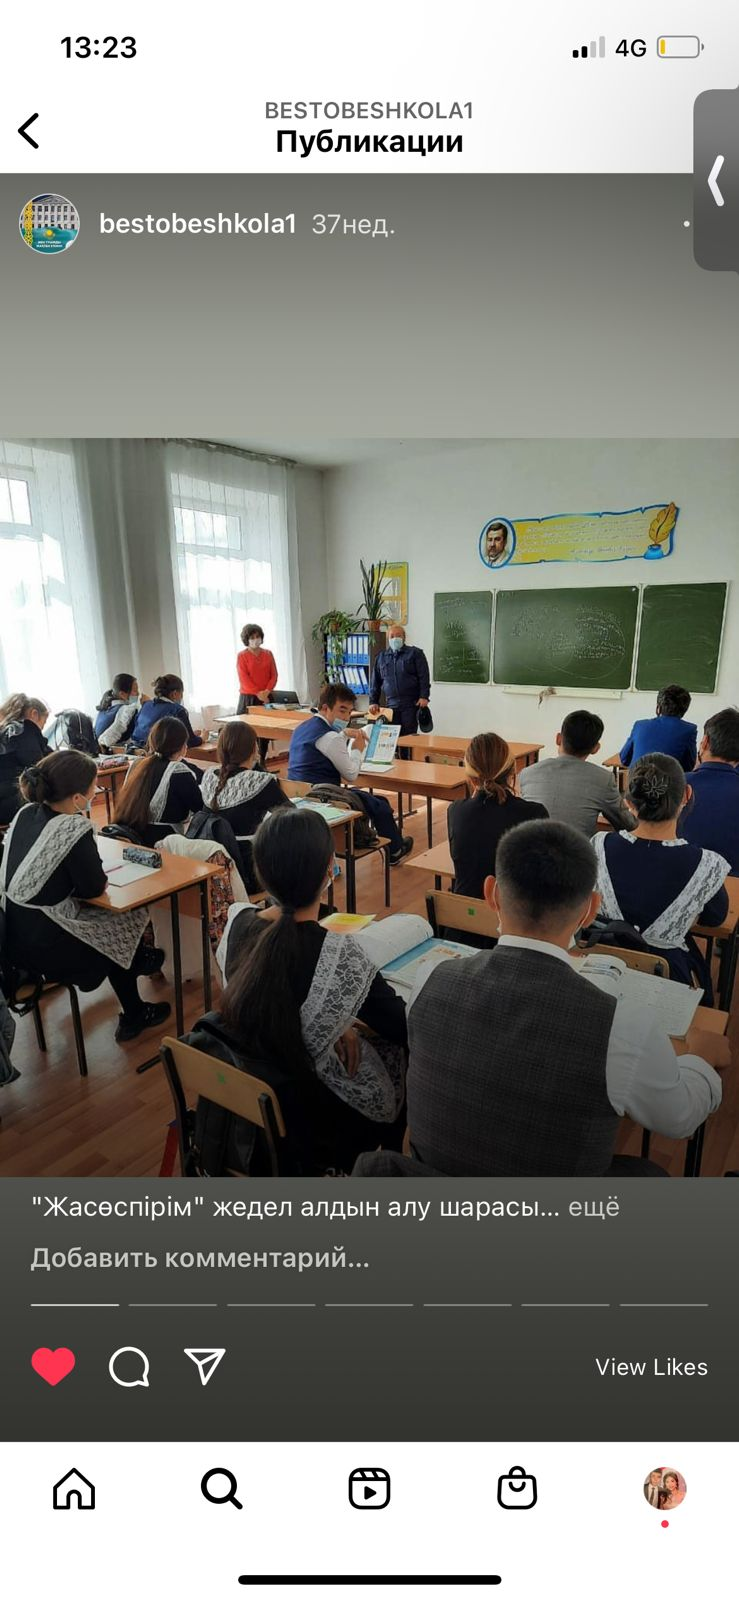 13:23
4G
BESTOBESHKOLA1
Публикации
bestobeshkola1 37нед.
"Жасөспірім" жедел алдын алу шарасы... ещё
Добавить комментарий...
View Likes